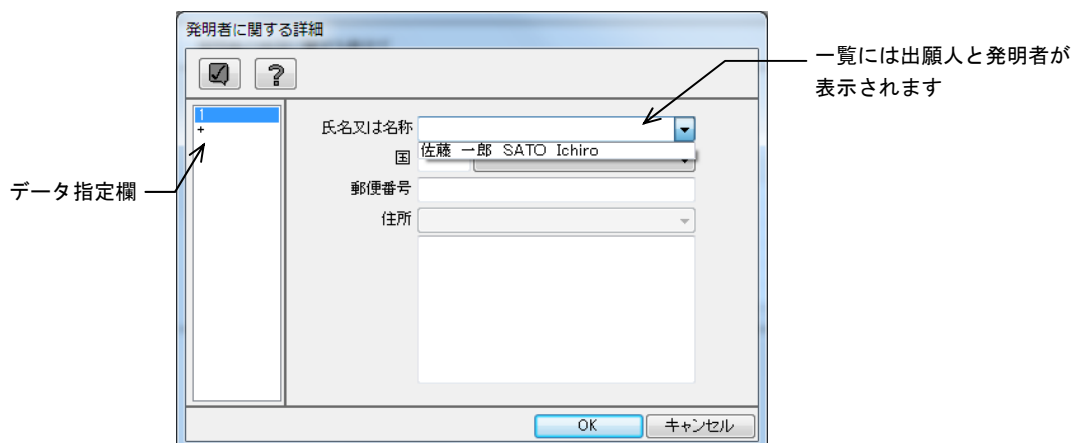 発明者に関する詳細
一覧には出願人と発明者が
表示されます
1
+
氏名又は名称
佐藤 一郎 SATO Ichiro
国
データ指定欄
郵便番号
住所
OK
キャンセル